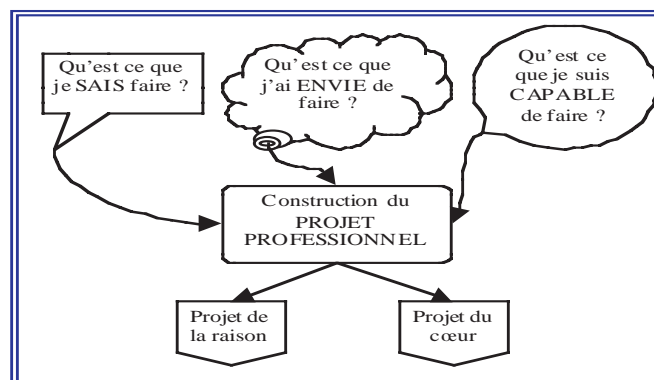 Qu'est ce que
je SAIS faire ?
Qu'est ce que
j'ai ENVIE de
faire ?
Qu'est ce
que je suis
CAPABLE
de faire ?
Construction du
PROJET
PROFESSIONNEL
Projet de
la raison
Projet du
cœur